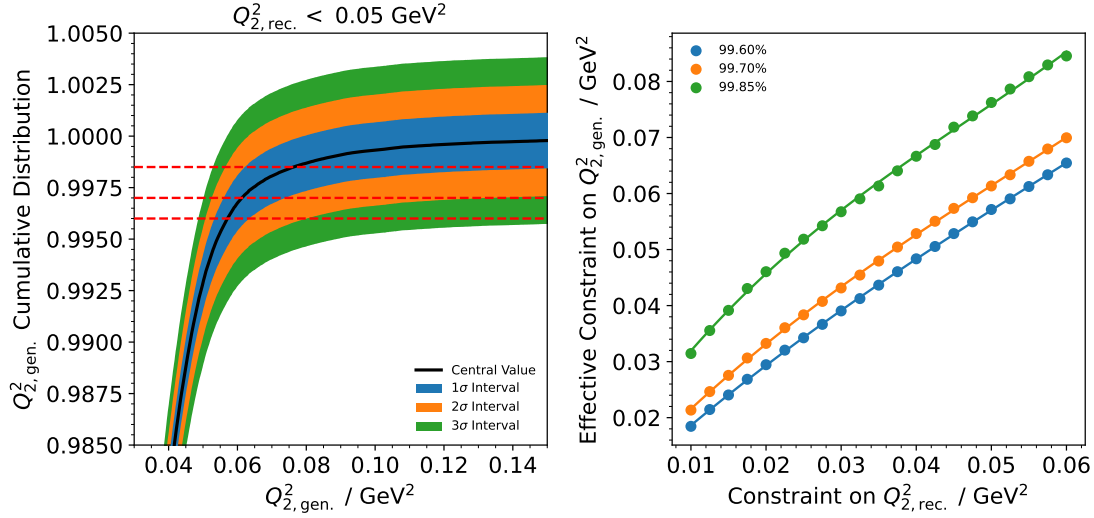 Q²₂,rec. < 0.05 GeV²
1.0050
1.0025
1.0000
0.9975
0.9950
0.9925
0.9900
0.9875
0.9850
Q²₂,gen. Cumulative Distribution
Central Value
1σ Interval
2σ Interval
3σ Interval
0.04 0.06 0.08 0.10 0.12 0.14
Q²₂,gen. / GeV²
99.60%
99.70%
99.85%
0.08
0.07
0.06
0.05
0.04
0.03
0.02
Effective Constraint on Q²₂,gen. / GeV²
0.01 0.02 0.03 0.04 0.05 0.06
Constraint on Q²₂,rec. / GeV²